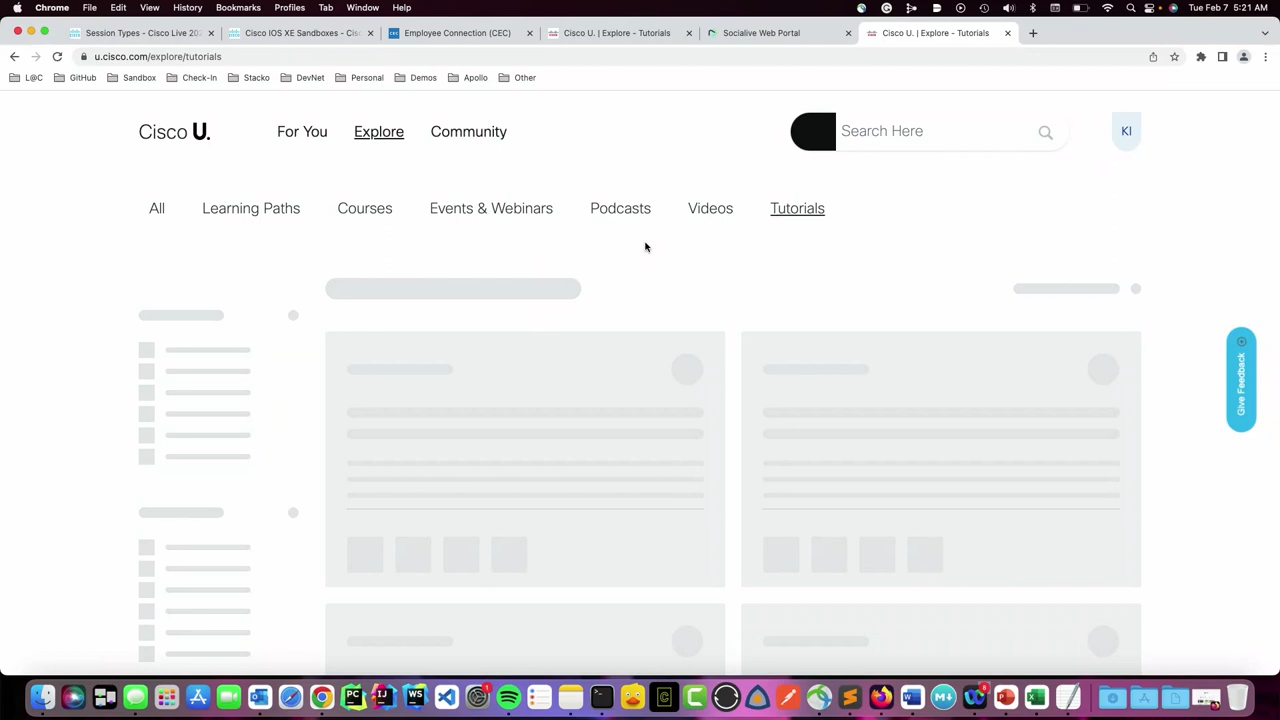 Chrome File Edit View History Bookmarks Profiles Tab Window Help Tue Feb 7 5:21 AM
Session Types - Cisco Live 202 Cisco IOS XE Sandboxes - Cis Employee Connection (CEC) Cisco U. | Explore - Tutorials Socialive Web Portal Cisco U. | Explore - Tutorials
u.cisco.com/explore/tutorials
L@C GitHub Sandbox Check-In Stacko DevNet Personal Demos Apollo Other
Cisco U. For You Explore Community Search Here KI
All Learning Paths Courses Events & Webinars Podcasts Videos Tutorials
Give Feedback